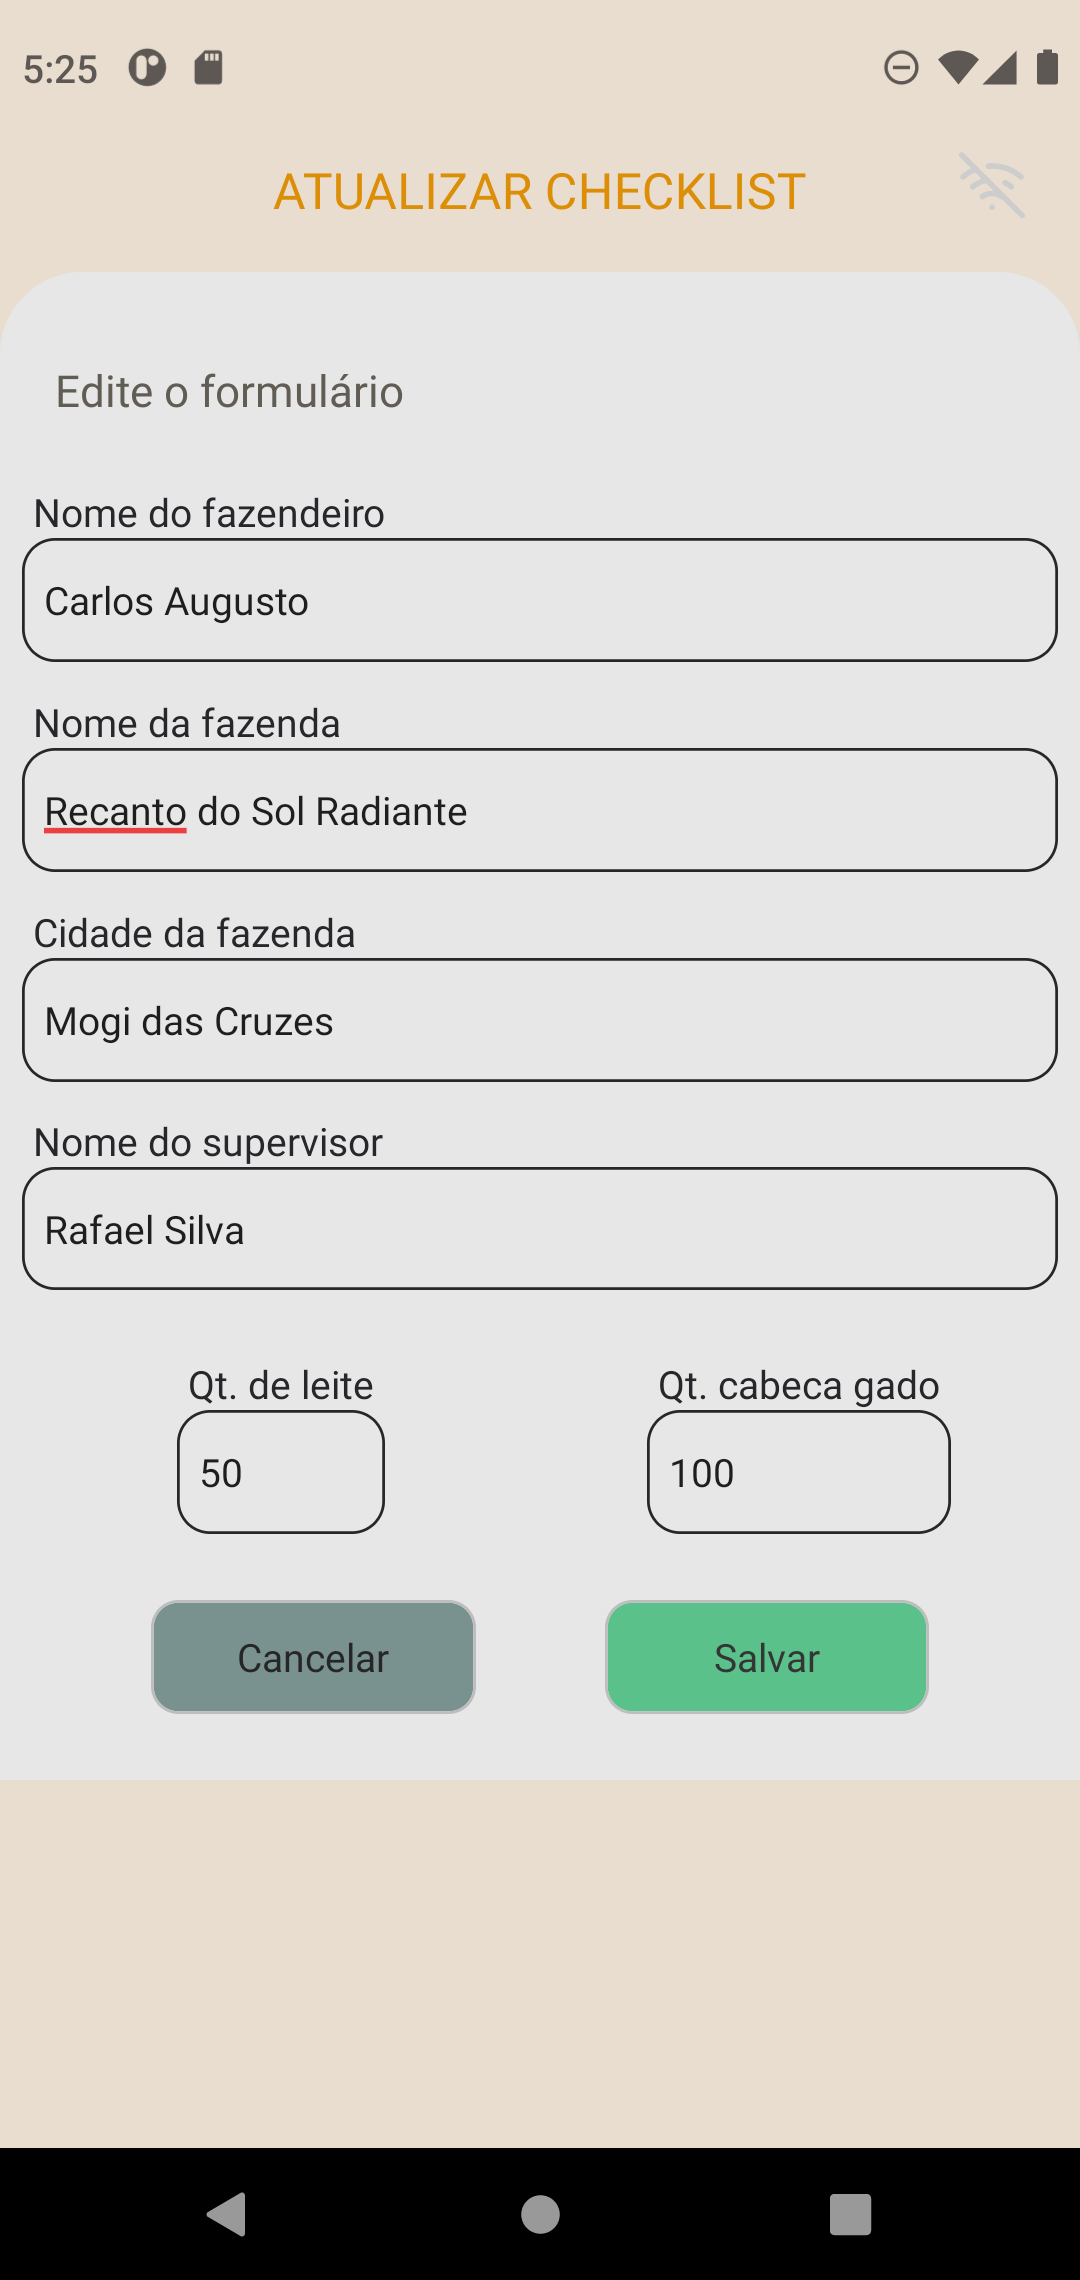 5:25
ATUALIZAR CHECKLIST
Edite o formulário
Nome do fazendeiro
Carlos Augusto
Nome da fazenda
Recanto do Sol Radiante
Cidade da fazenda
Mogi das Cruzes
Nome do supervisor
Rafael Silva
Qt. de leite
Qt. cabeca gado
50
100
Cancelar
Salvar